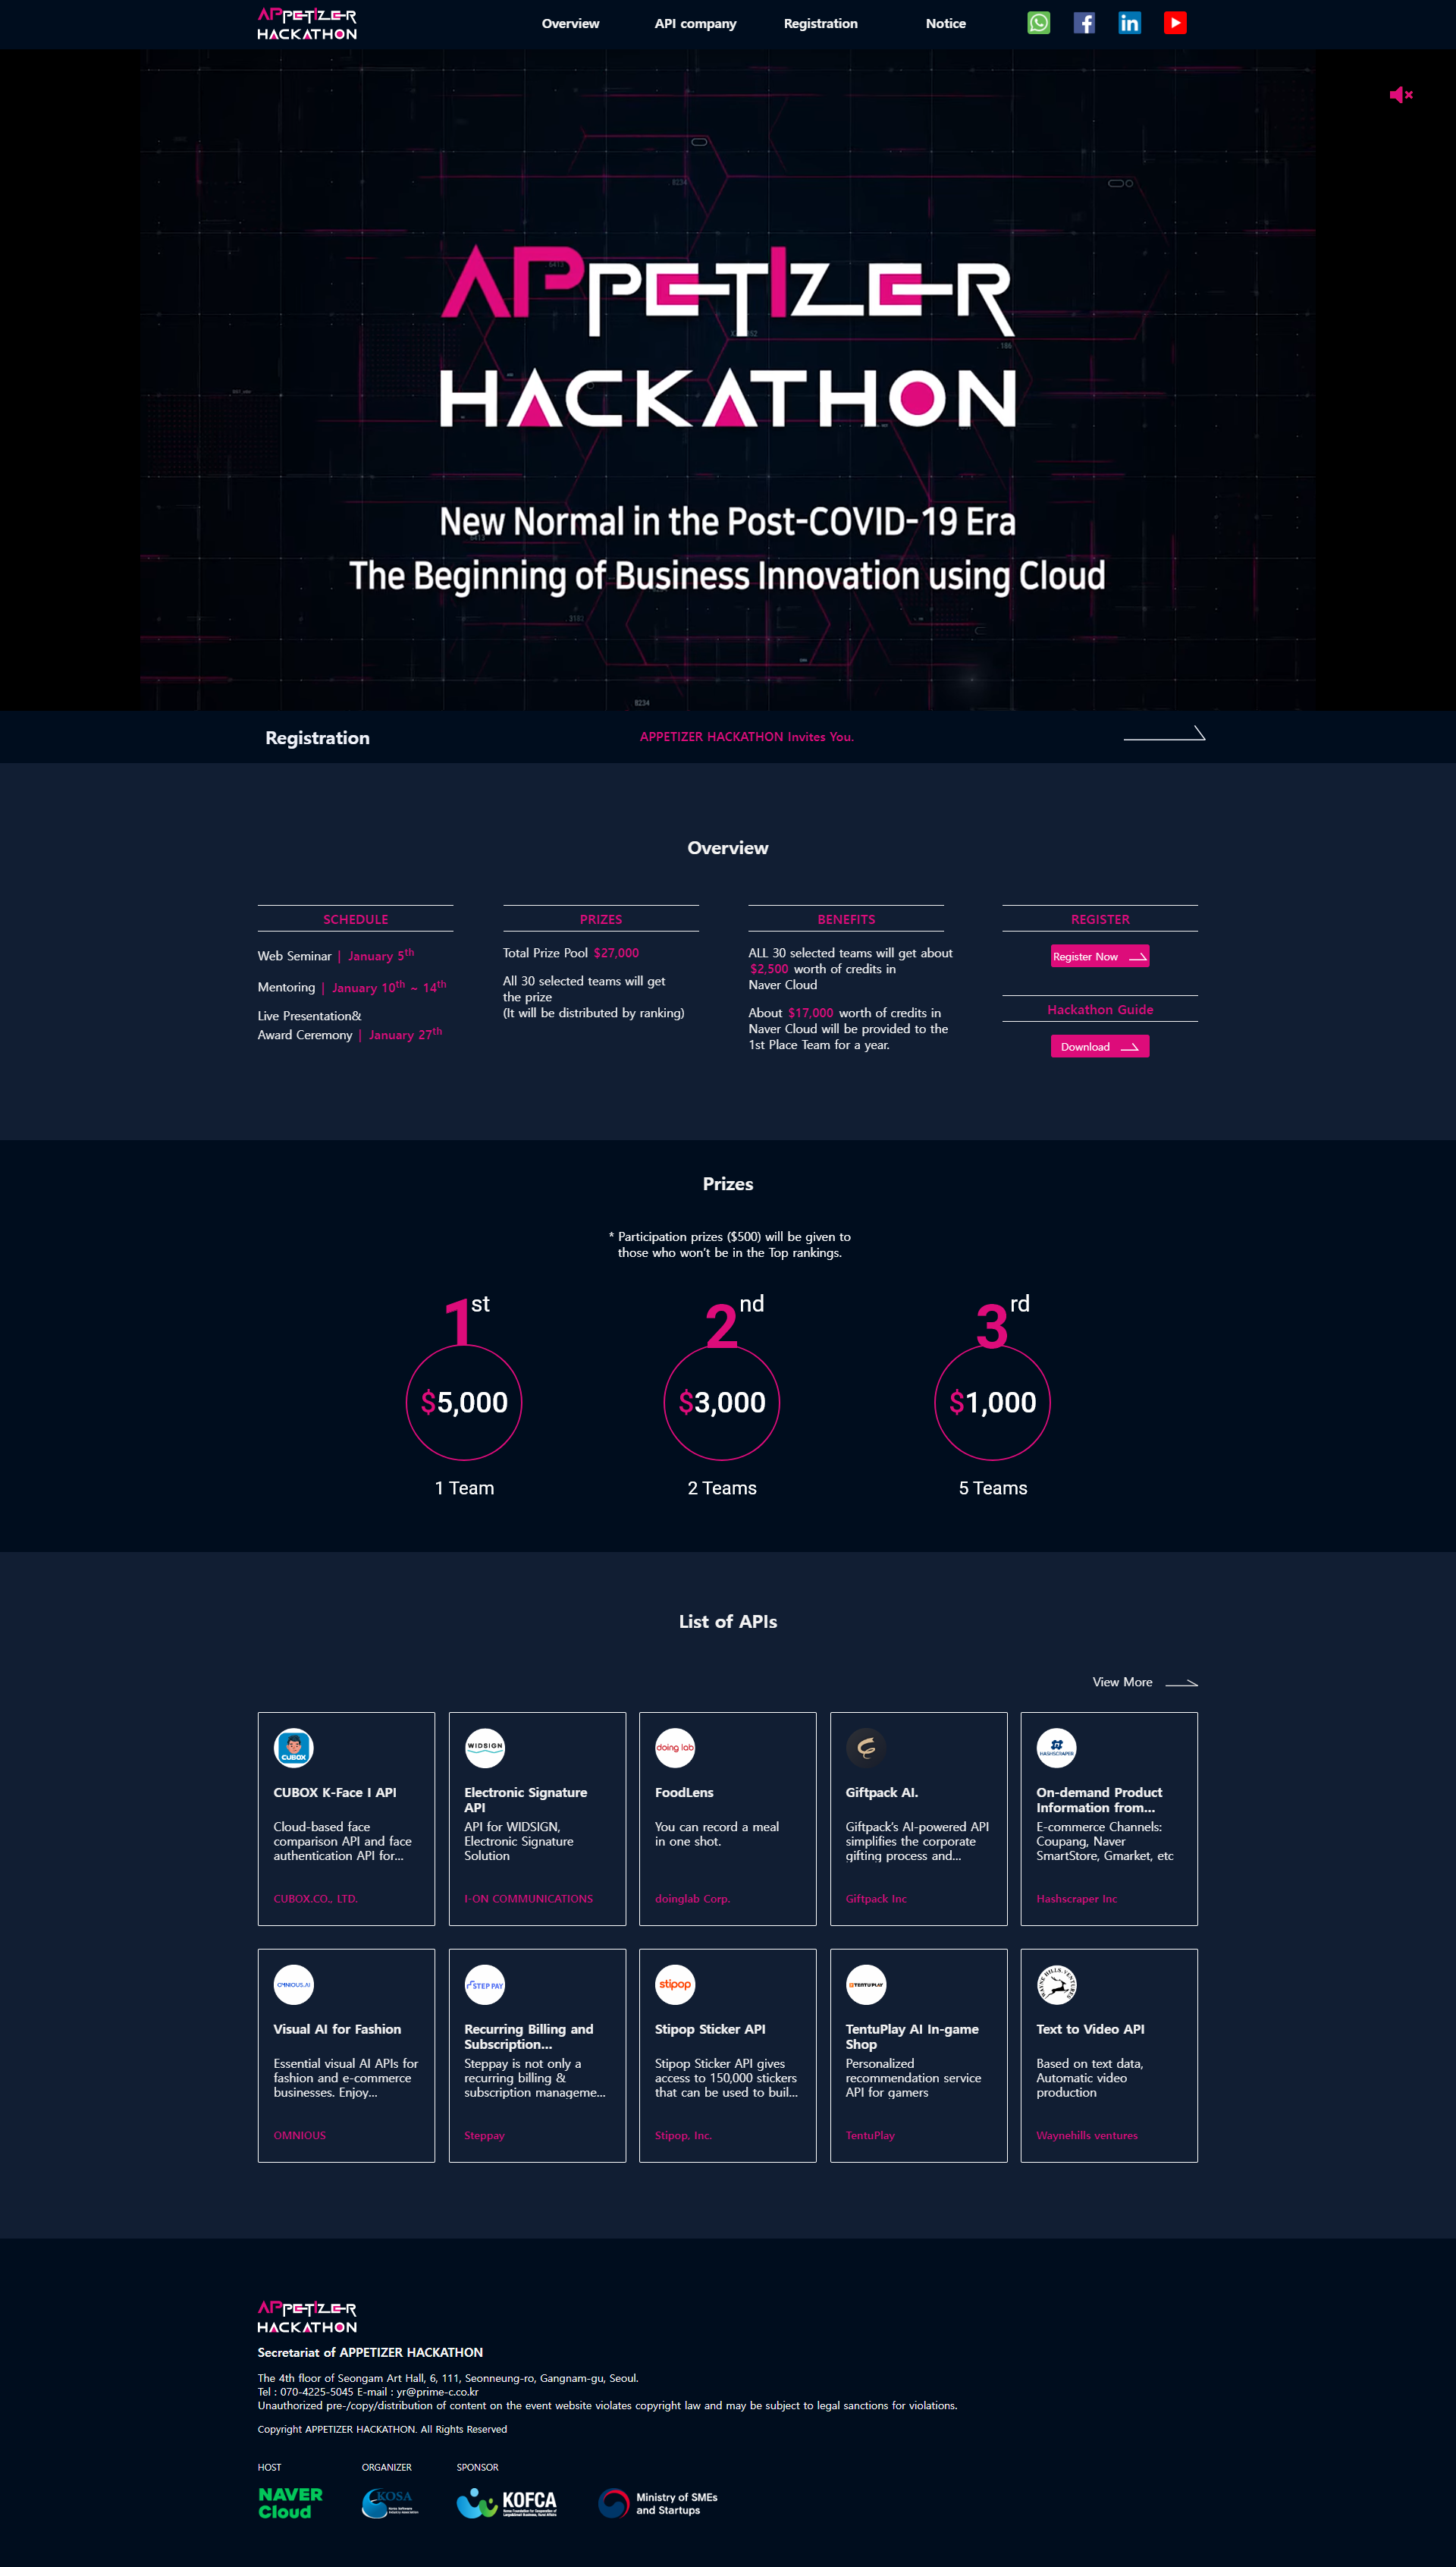 APPETIZER
HACKATHON
Overview
API company
Registration
Notice
APPETIZER
HACKATHON
New Normal in the Post-COVID-19 Era
The Beginning of Business Innovation using Cloud
Registration
APPETIZER HACKATHON Invites You.
Overview
SCHEDULE
Web Seminar | January 5th
Mentoring | January 10th ~ 14th
Live Presentation&
Award Ceremony | January 27th
PRIZES
Total Prize Pool $27,000
All 30 selected teams will get
the prize
(It will be distributed by ranking)
BENEFITS
ALL 30 selected teams will get about
$2,500 worth of credits in
Naver Cloud
About $17,000 worth of credits in
Naver Cloud will be provided to the
1st Place Team for a year.
REGISTER
Register Now
Hackathon Guide
Download
Prizes
* Participation prizes ($500) will be given to
those who won't be in the Top rankings.
1st
$5,000
1 Team
2nd
$3,000
2 Teams
3rd
$1,000
5 Teams
List of APIs
View More
CUBOX
CUBOX K-Face I API
Cloud-based face
comparison API and face
authentication API for...
CUBOX.CO., LTD.
WIDSIGN
Electronic Signature
API
API for WIDSIGN,
Electronic Signature
Solution
I-ON COMMUNICATIONS
doing lab
FoodLens
You can record a meal
in one shot.
doinglab Corp.
Giftpack AI.
Giftpack's AI-powered API
simplifies the corporate
gifting process and...
Giftpack Inc
HASHSCRAPER
On-demand Product
Information from...
E-commerce Channels:
Coupang, Naver
SmartStore, Gmarket, etc
Hashscraper Inc
OMNIOUS.AI
Visual AI for Fashion
Essential visual AI APIs for
fashion and e-commerce
businesses. Enjoy...
OMNIOUS
STEP PAY
Recurring Billing and
Subscription...
Steppay is not only a
recurring billing &
subscription manageme...
Steppay
stipop
Stipop Sticker API
Stipop Sticker API gives
access to 150,000 stickers
that can be used to buil...
Stipop, Inc.
TENTUPLAY
TentuPlay AI In-game
Shop
Personalized
recommendation service
API for gamers
TentuPlay
WAYNE HILLS VENTURES
Text to Video API
Based on text data,
Automatic video
production
Waynehills ventures
APPETIZER
HACKATHON
Secretariat of APPETIZER HACKATHON
The 4th floor of Seongam Art Hall, 6, 111, Seonneung-ro, Gangnam-gu, Seoul.
Tel : 070-4225-5045 E-mail : yr@prime-c.co.kr
Unauthorized pre-/copy/distribution of content on the event website violates copyright law and may be subject to legal sanctions for violations.
Copyright APPETIZER HACKATHON. All Rights Reserved
HOST
ORGANIZER
SPONSOR
NAVER
Cloud
KOSA
KOFCA
Ministry of SMEs
and Startups